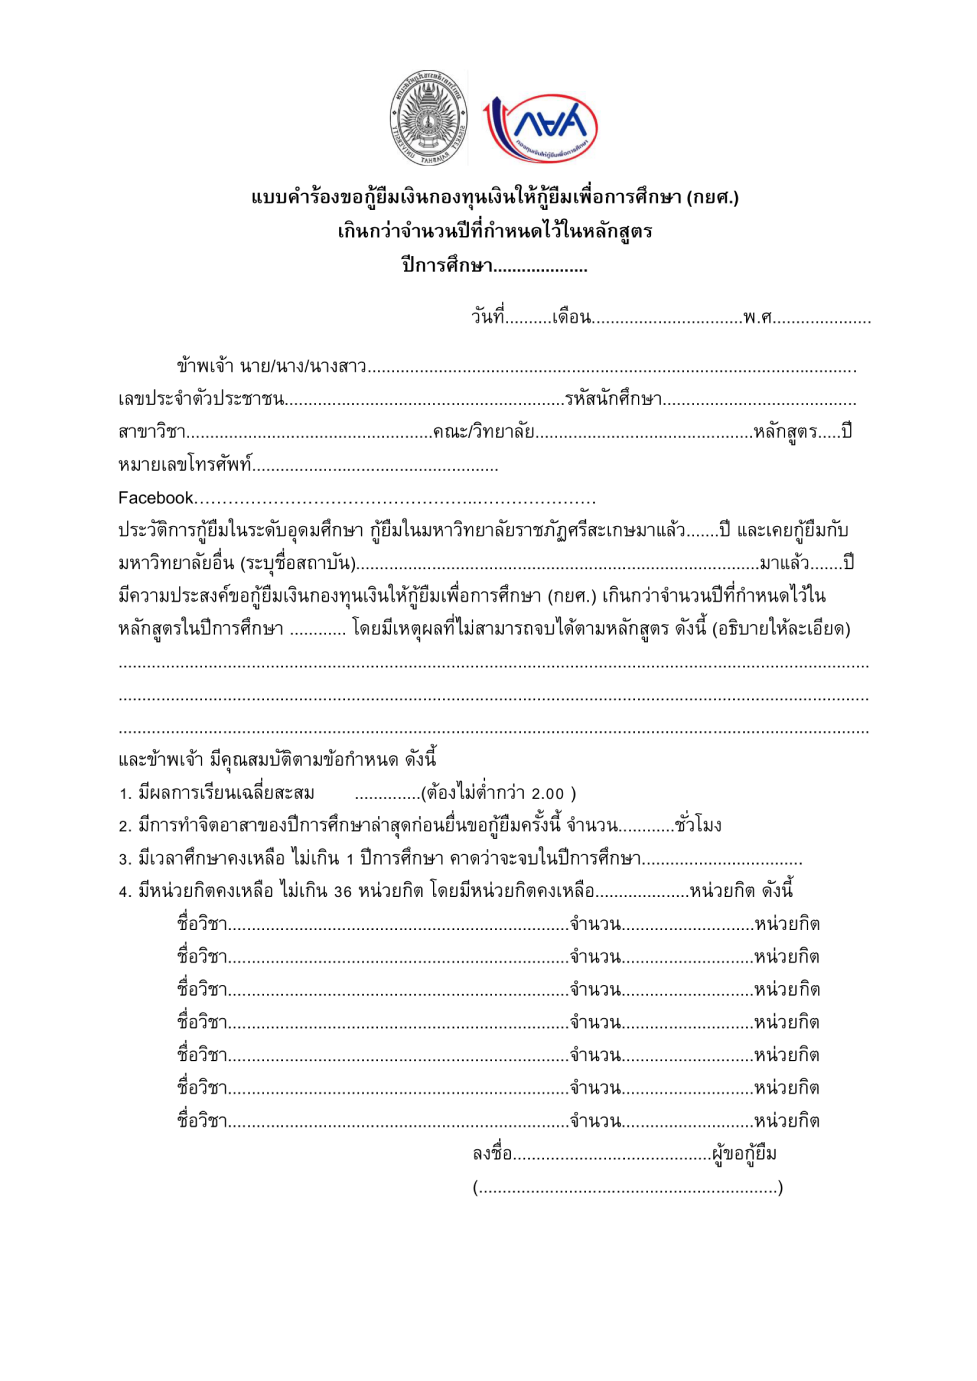 กยศ
กองทุนเงินให้กู้ยืมเพื่อการศึกษา
แบบคำร้องขอกู้ยืมเงินกองทุนเงินให้กู้ยืมเพื่อการศึกษา (กยศ.)
เกินกว่าจำนวนปีที่กำหนดไว้ในหลักสูตร
ปีการศึกษา....................
วันที่..........เดือน................................พ.ศ.....................
ข้าพเจ้า นาย/นาง/นางสาว.......................................................................................................
เลขประจำตัวประชาชน...........................................................รหัสนักศึกษา.........................................
สาขาวิชา....................................................คณะ/วิทยาลัย..............................................หลักสูตร.....ปี
หมายเลขโทรศัพท์....................................................
Facebook…………………………………………..…………………
ประวัติการกู้ยืมในระดับอุดมศึกษา กู้ยืมในมหาวิทยาลัยราชภัฏศรีสะเกษมาแล้ว.......ปี และเคยกู้ยืมกับ
มหาวิทยาลัยอื่น (ระบุชื่อสถาบัน).....................................................................................มาแล้ว.......ปี
มีความประสงค์ขอกู้ยืมเงินกองทุนเงินให้กู้ยืมเพื่อการศึกษา (กยศ.) เกินกว่าจำนวนปีที่กำหนดไว้ใน
หลักสูตรในปีการศึกษา ............ โดยมีเหตุผลที่ไม่สามารถจบได้ตามหลักสูตร ดังนี้ (อธิบายให้ละเอียด)
..............................................................................................................................................................
..............................................................................................................................................................
..............................................................................................................................................................
และข้าพเจ้า มีคุณสมบัติตามข้อกำหนด ดังนี้
1. มีผลการเรียนเฉลี่ยสะสม ..............(ต้องไม่ต่ำกว่า 2.00 )
2. มีการทำจิตอาสาของปีการศึกษาล่าสุดก่อนยื่นขอกู้ยืมครั้งนี้ จำนวน............ชั่วโมง
3. มีเวลาศึกษาคงเหลือ ไม่เกิน 1 ปีการศึกษา คาดว่าจะจบในปีการศึกษา..................................
4. มีหน่วยกิตคงเหลือ ไม่เกิน 36 หน่วยกิต โดยมีหน่วยกิตคงเหลือ....................หน่วยกิต ดังนี้
ชื่อวิชา........................................................................จำนวน............................หน่วยกิต
ชื่อวิชา........................................................................จำนวน............................หน่วยกิต
ชื่อวิชา........................................................................จำนวน............................หน่วยกิต
ชื่อวิชา........................................................................จำนวน............................หน่วยกิต
ชื่อวิชา........................................................................จำนวน............................หน่วยกิต
ชื่อวิชา........................................................................จำนวน............................หน่วยกิต
ชื่อวิชา........................................................................จำนวน............................หน่วยกิต
ลงชื่อ..........................................ผู้ขอกู้ยืม
(...............................................................)